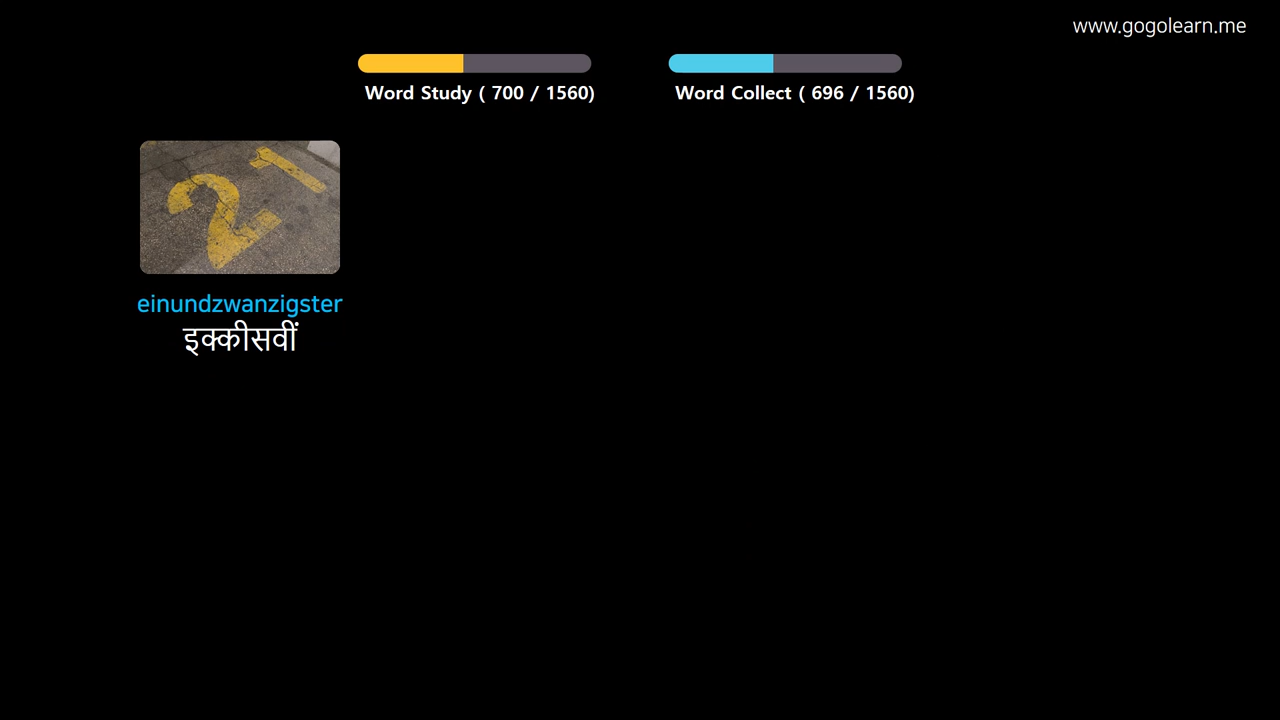 www.gogolearn.me
Word Study ( 700 / 1560)
Word Collect ( 696 / 1560)
21
einundzwanzigster
इक्कीसवीं